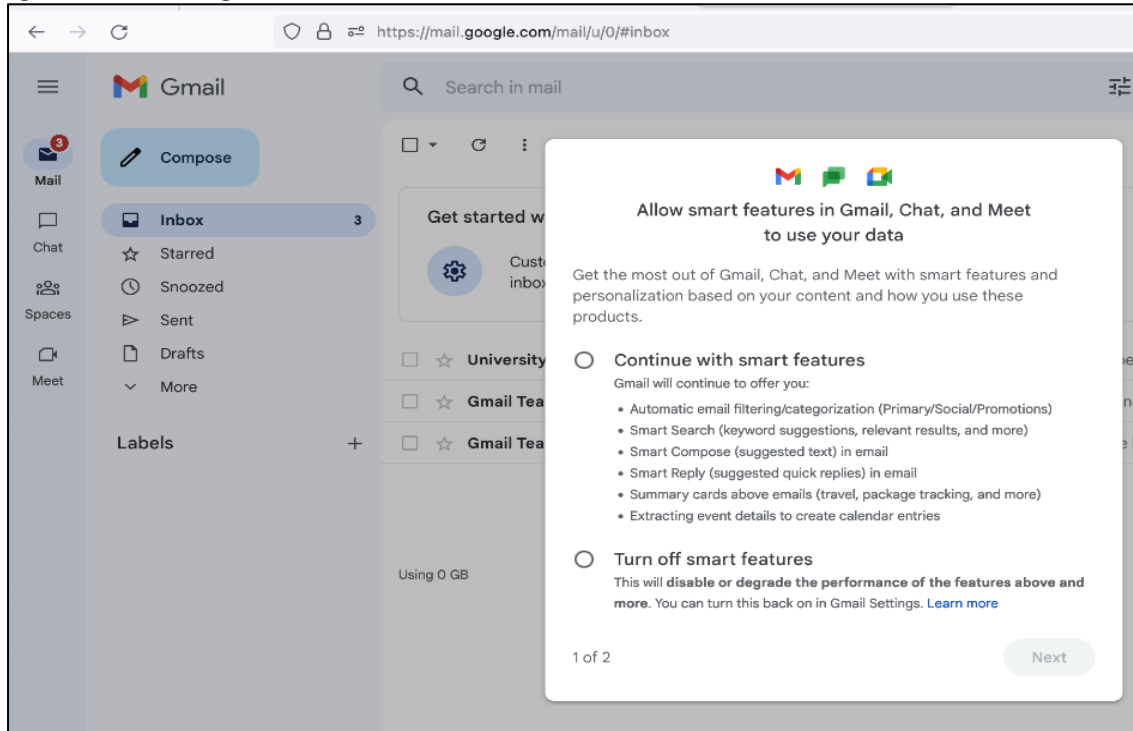 https://mail.google.com/mail/u/0/#inbox
Gmail
Search in mail
3
Mail
Compose
Chat
Inbox 3
Starred
Spaces
Snoozed
Sent
Meet
Drafts
More
Labels +
Get started w
inbox
University
Gmail Tea
Gmail Tea
Using 0 GB
Allow smart features in Gmail, Chat, and Meet
to use your data
Get the most out of Gmail, Chat, and Meet with smart features and
personalization based on your content and how you use these
products.
Continue with smart features
Gmail will continue to offer you:
• Automatic email filtering/categorization (Primary/Social/Promotions)
• Smart Search (keyword suggestions, relevant results, and more)
• Smart Compose (suggested text) in email
• Smart Reply (suggested quick replies) in email
• Summary cards above emails (travel, package tracking, and more)
• Extracting event details to create calendar entries
Turn off smart features
This will disable or degrade the performance of the features above and
more. You can turn this back on in Gmail Settings. Learn more
1 of 2
Next